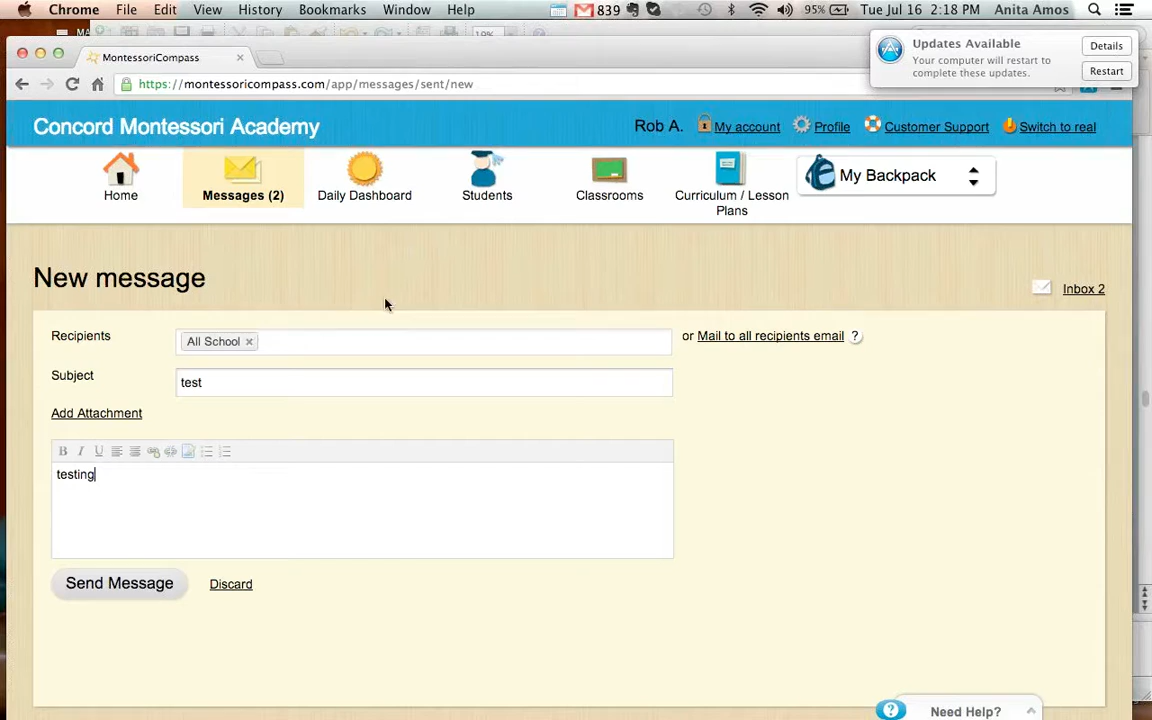 Chrome File Edit View History Bookmarks Window Help 839 95% Tue Jul 16 2:18 PM Anita Amos
MontessoriCompass
Updates Available
Your computer will restart to
complete these updates.
Details
Restart
https://montessoricompass.com/app/messages/sent/new
Concord Montessori Academy
Rob A. My account Profile Customer Support Switch to real
Home
Messages (2)
Daily Dashboard
Students
Classrooms
Curriculum / Lesson
Plans
My Backpack
New message
Inbox 2
Recipients
All School ×
or Mail to all recipients email ?
Subject
test
Add Attachment
B I U
testing
Send Message
Discard
? Need Help?